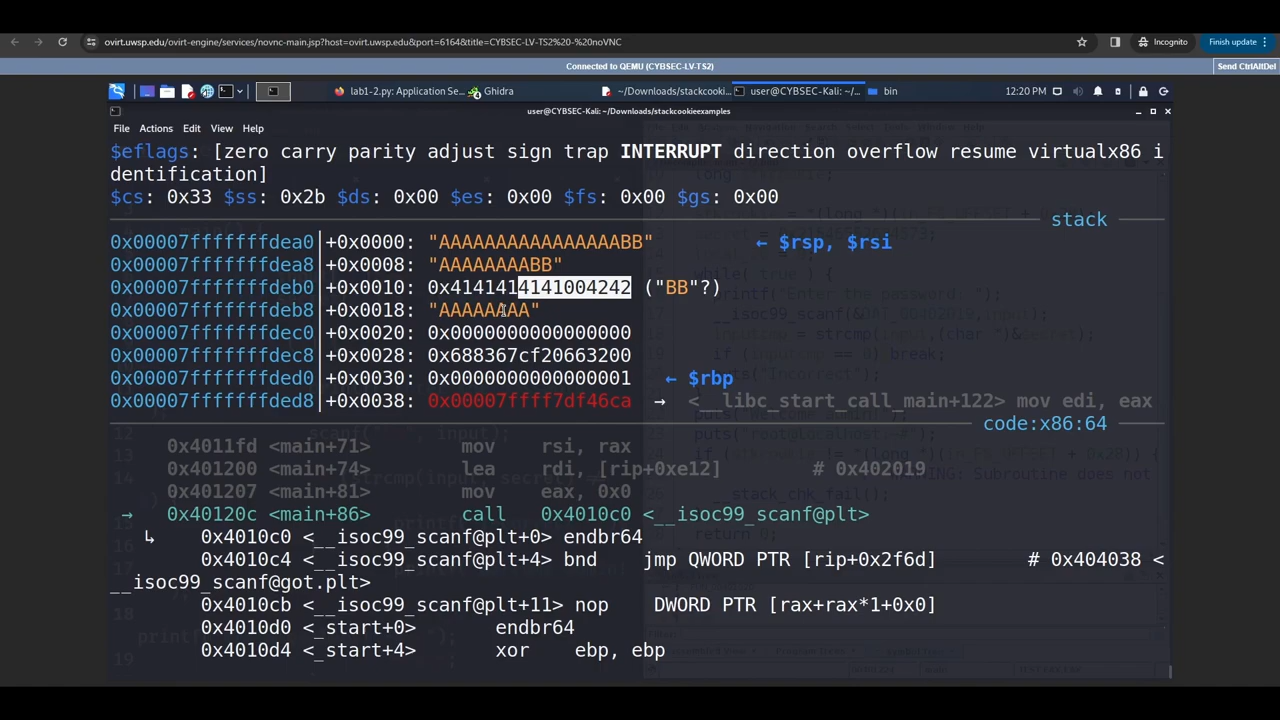 ovirt.uwsp.edu/ovirt-engine/services/novnc-main.jsp?host=ovirt.uwsp.edu&port=6164&title=CYBSEC-LV-TS2%20-%20noVNC
Incognito
Finish update
Connected to QEMU (CYBSEC-LV-TS2)
Send CtrlAltDel
lab1-2.py: Application Se...
Ghidra
4
~/Downloads/stackcooki...
user@CYBSEC-Kali: ~/...
bin
12:20 PM
user@CYBSEC-Kali: ~/Downloads/stackcookieexamples
File Actions Edit View Help
$eflags: [zero carry parity adjust sign trap INTERRUPT direction overflow resume virtualx86 i
dentification]
$cs: 0x33 $ss: 0x2b $ds: 0x00 $es: 0x00 $fs: 0x00 $gs: 0x00
stack
0x00007fffffffdea0│+0x0000: "AAAAAAAAAAAAAAAABB" ← $rsp, $rsi
0x00007fffffffdea8│+0x0008: "AAAAAAAABB"
0x00007fffffffdeb0│+0x0010: 0x4141414141004242 ("BB"?)
0x00007fffffffdeb8│+0x0018: "AAAAAAAA"
0x00007fffffffdec0│+0x0020: 0x0000000000000000
0x00007fffffffdec8│+0x0028: 0x688367cf20663200
0x00007fffffffded0│+0x0030: 0x0000000000000001 ← $rbp
0x00007fffffffded8│+0x0038: 0x00007ffff7df46ca → <__libc_start_call_main+122> mov edi, eax
code:x86:64
0x4011fd <main+71> mov rsi, rax
0x401200 <main+74> lea rdi, [rip+0xe12] # 0x402019
0x401207 <main+81> mov eax, 0x0
→ 0x40120c <main+86> call 0x4010c0 <__isoc99_scanf@plt>
↳ 0x4010c0 <__isoc99_scanf@plt+0> endbr64
0x4010c4 <__isoc99_scanf@plt+4> bnd jmp QWORD PTR [rip+0x2f6d] # 0x404038 <
__isoc99_scanf@got.plt>
0x4010cb <__isoc99_scanf@plt+11> nop DWORD PTR [rax+rax*1+0x0]
0x4010d0 <_start+0> endbr64
0x4010d4 <_start+4> xor ebp, ebp